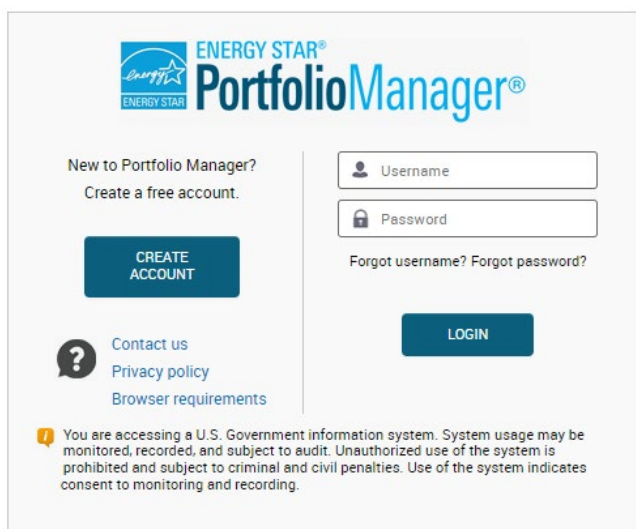 ENERGY STAR®
PortfolioManager®
energy
ENERGY STAR
New to Portfolio Manager?
Create a free account.
CREATE
ACCOUNT
Contact us
Privacy policy
Browser requirements
Username
Password
Forgot username? Forgot password?
LOGIN
You are accessing a U.S. Government information system. System usage may be
monitored, recorded, and subject to audit. Unauthorized use of the system is
prohibited and subject to criminal and civil penalties. Use of the system indicates
consent to monitoring and recording.